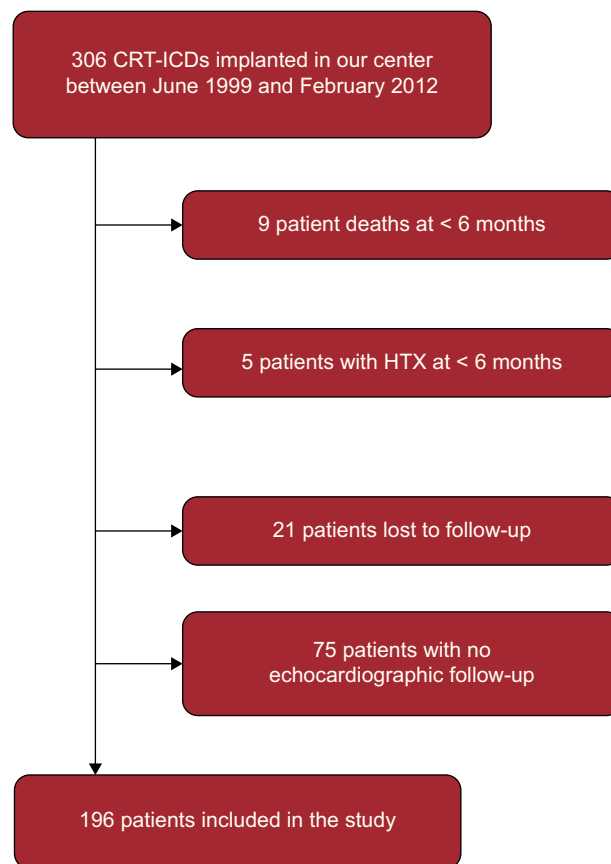 306 CRT-ICDs implanted in our center
between June 1999 and February 2012
9 patient deaths at < 6 months
5 patients with HTX at < 6 months
21 patients lost to follow-up
75 patients with no
echocardiographic follow-up
196 patients included in the study